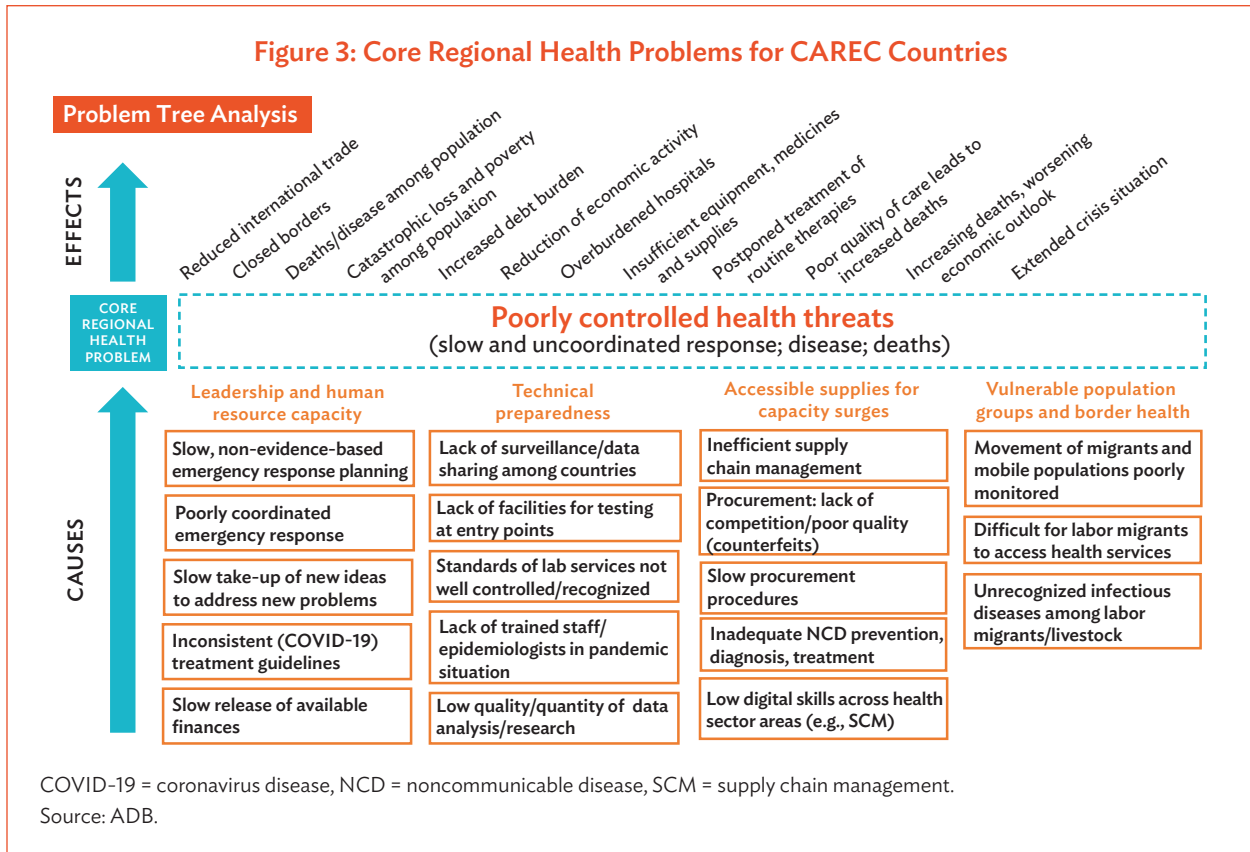 Figure 3: Core Regional Health Problems for CAREC Countries
Problem Tree Analysis
EFFECTS
Reduced international trade
Closed borders
Deaths/disease among population
Catastrophic loss and poverty
among population
Increased debt burden
Reduction of economic activity
Overburdened hospitals
Insufficient equipment, medicines
and supplies
Postponed treatment of
routine therapies
Poor quality of care leads to
increased deaths
Increasing deaths, worsening
economic outlook
Extended crisis situation
CORE
REGIONAL
HEALTH
PROBLEM
Poorly controlled health threats
(slow and uncoordinated response; disease; deaths)
CAUSES
Leadership and human
resource capacity
Slow, non-evidence-based
emergency response planning
Poorly coordinated
emergency response
Slow take-up of new ideas
to address new problems
Inconsistent (COVID-19)
treatment guidelines
Slow release of available
finances
Technical
preparedness
Lack of surveillance/data
sharing among countries
Lack of facilities for testing
at entry points
Standards of lab services not
well controlled/recognized
Lack of trained staff/
epidemiologists in pandemic
situation
Low quality/quantity of data
analysis/research
Accessible supplies for
capacity surges
Inefficient supply
chain management
Procurement: lack of
competition/poor quality
(counterfeits)
Slow procurement
procedures
Inadequate NCD prevention,
diagnosis, treatment
Low digital skills across health
sector areas (e.g., SCM)
Vulnerable population
groups and border health
Movement of migrants and
mobile populations poorly
monitored
Difficult for labor migrants
to access health services
Unrecognized infectious
diseases among labor
migrants/livestock
COVID-19 = coronavirus disease, NCD = noncommunicable disease, SCM = supply chain management.
Source: ADB.